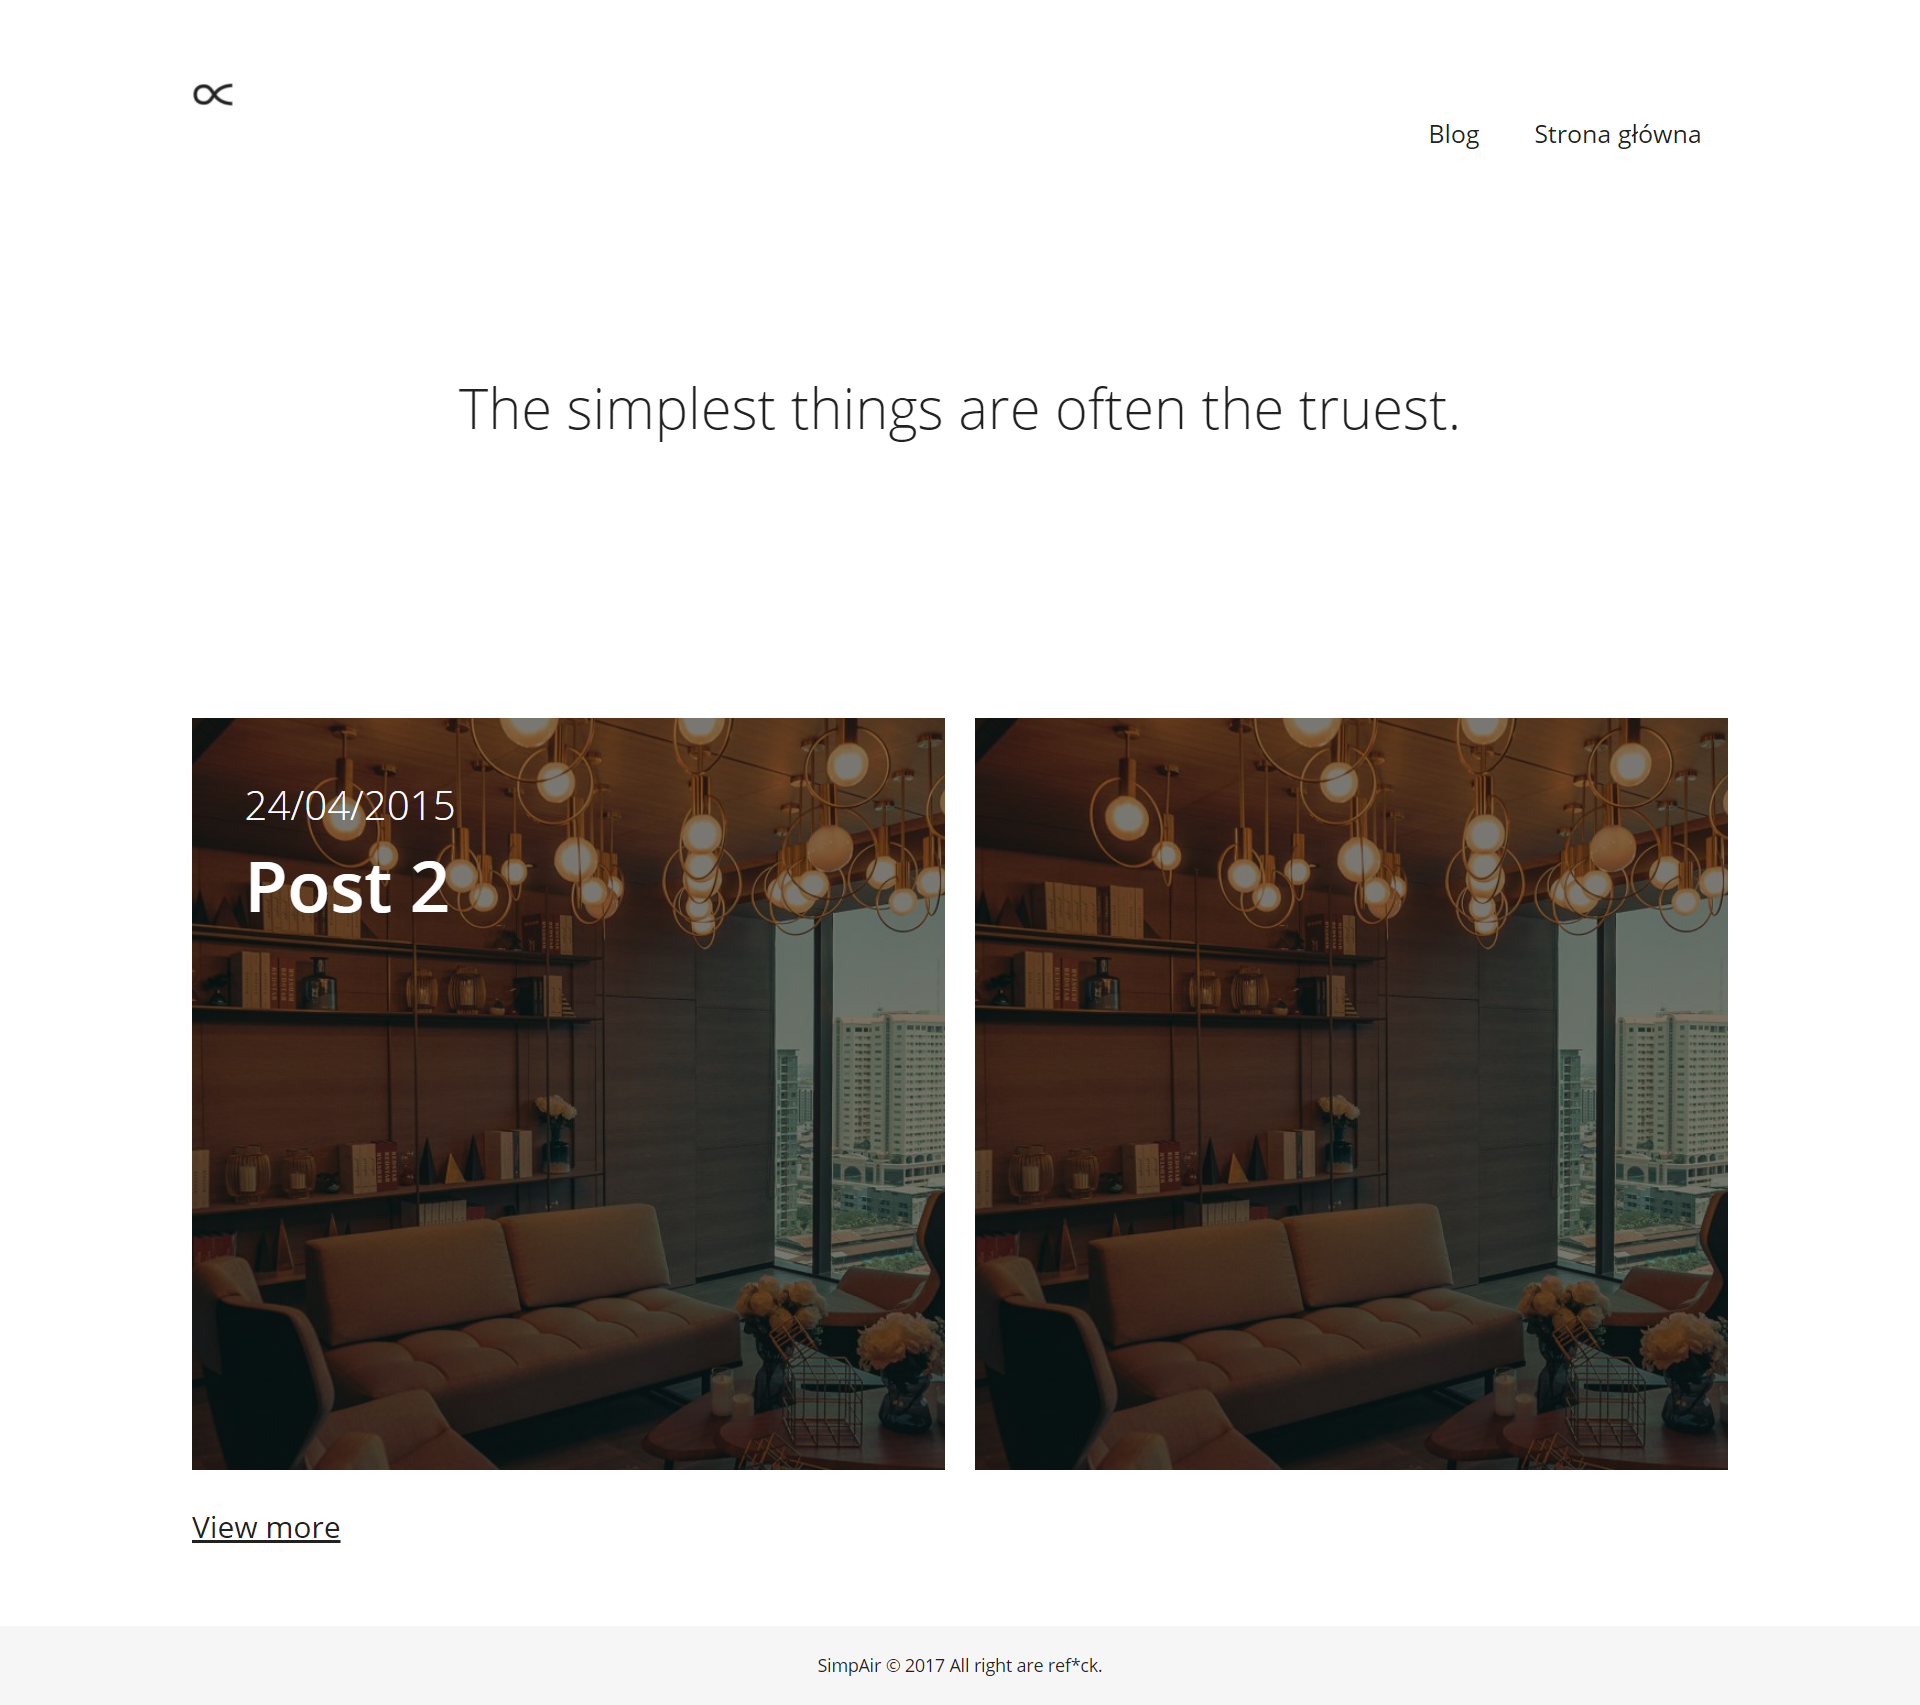 Blog Strona główna
The simplest things are often the truest.
24/04/2015
Post 2
View more
SimpAir © 2017 All right are ref*ck.